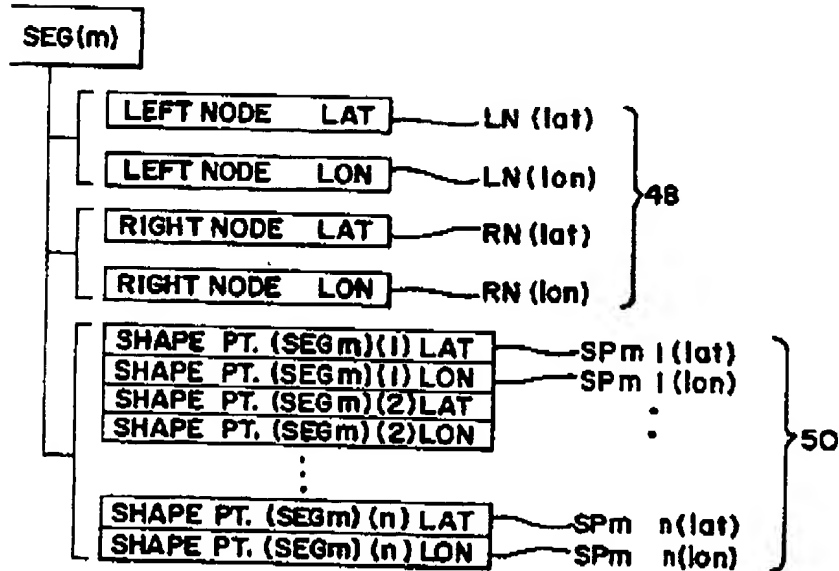 SEG(m)
LEFT NODE LAT LN (lat)
LEFT NODE LON LN (lon)
RIGHT NODE LAT RN (lat)
RIGHT NODE LON RN (lon)
48
SHAPE PT. (SEGm)(1) LAT SPm 1(lat)
SHAPE PT. (SEGm)(1) LON SPm 1(lon)
SHAPE PT. (SEGm)(2) LAT
SHAPE PT. (SEGm)(2) LON
50
SHAPE PT. (SEGm) (n) LAT SPm n(lat)
SHAPE PT. (SEGm) (n) LON SPm n(lon)